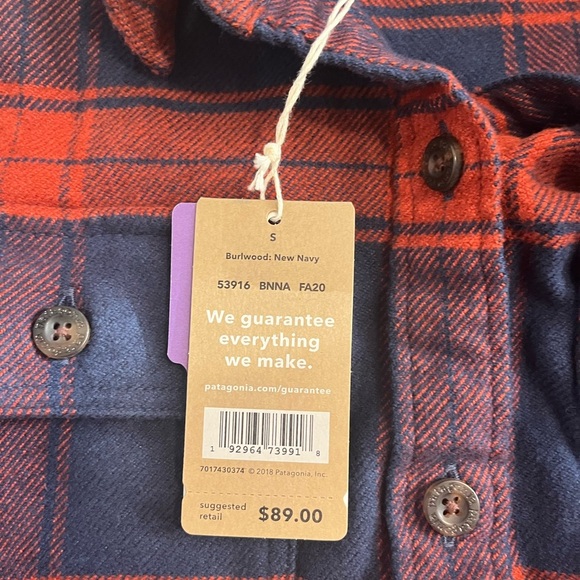 S
Burlwood: New Navy
53916 BNNA FA20
We guarantee
everything
we make.
patagonia.com/guarantee
1 92964 73991 8
7017430374 © 2018 Patagonia, Inc.
suggested
retail $89.00